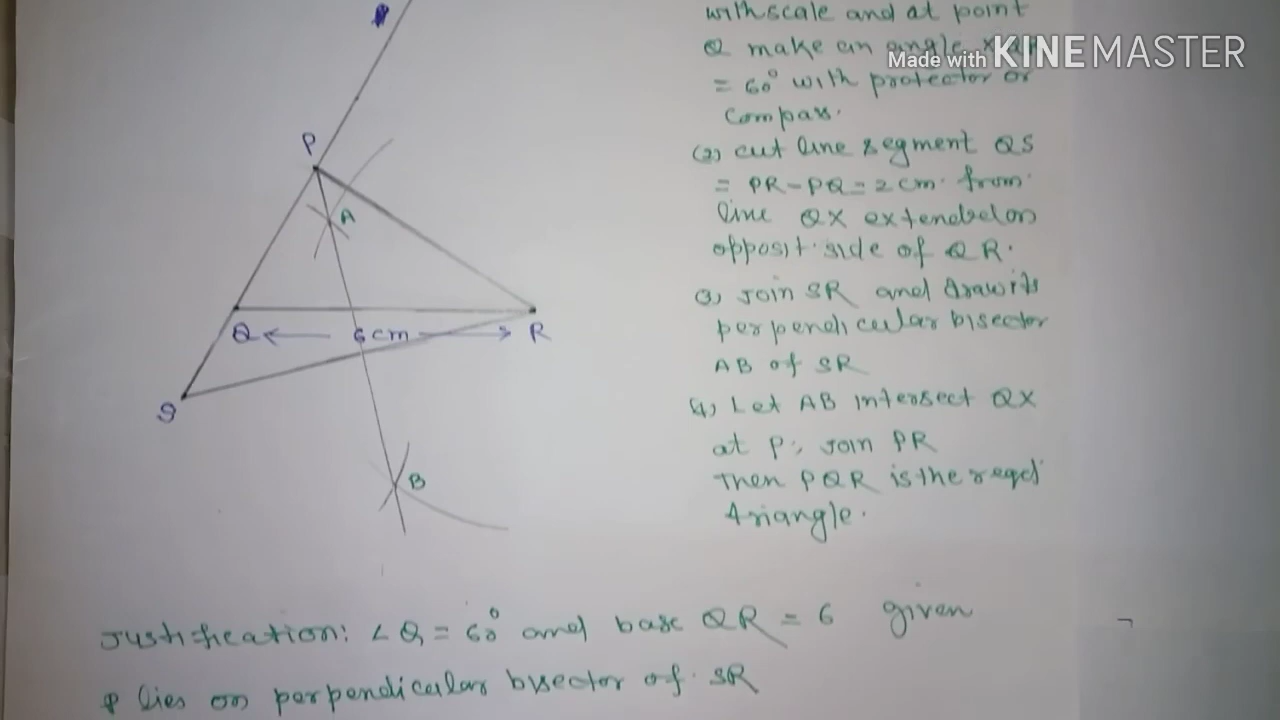 with scale and at point
Q make an angle
= 60° with protector or
compass.
(2) cut line segment QS
= PR-PQ = 2 cm. from
line QX extended on
opposit side of QR.
(3) Join SR and draw its
perpendicular bisector
AB of SR
(4) Let AB intersect QX
at P, Join PR
Then PQR is the reqd
triangle.
Made with KINEMASTER
P
A
Q ← 6 cm → R
S
B
Justification: ∠Q = 60° and base QR = 6 given
P lies on perpendicular bisector of SR